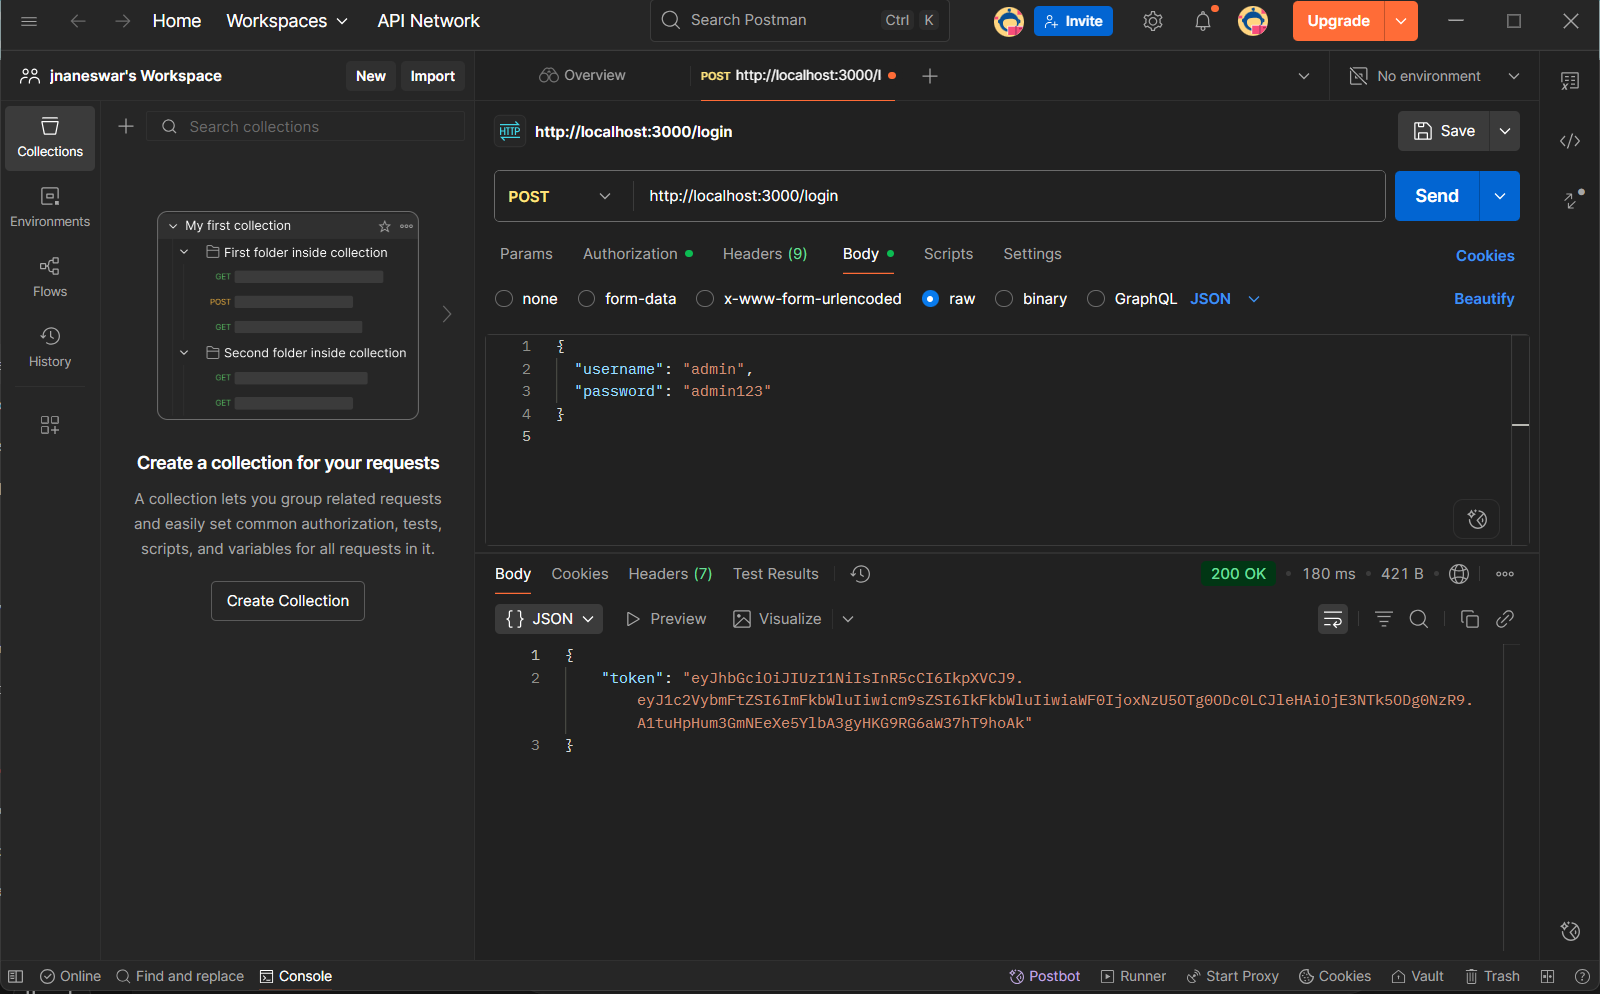 Home Workspaces API Network Search Postman Ctrl K Invite Upgrade
jnaneswar's Workspace New Import Overview POST http://localhost:3000/l No environment
Collections
Search collections
HTTP http://localhost:3000/login Save
Environments
POST http://localhost:3000/login Send
My first collection
First folder inside collection
GET
POST
GET
Second folder inside collection
GET
GET
Flows
History
Params Authorization Headers (9) Body Scripts Settings Cookies
none form-data x-www-form-urlencoded raw binary GraphQL JSON Beautify
1 {
2 "username": "admin",
3 "password": "admin123"
4 }
5
Create a collection for your requests
A collection lets you group related requests
and easily set common authorization, tests,
scripts, and variables for all requests in it.
Create Collection
Body Cookies Headers (7) Test Results 200 OK 180 ms 421 B
{} JSON Preview Visualize
1 {
2 "token": "eyJhbGciOiJIUzI1NiIsInR5cCI6IkpXVCJ9.
eyJ1c2VybmFtZSI6ImFkbWluIiwicm9sZSI6IkFkbWluIiwiaWF0IjoxNzU5OTg0ODc0LCJleHAiOjE3NTk5ODg0NzR9.
A1tuHpHum3GmNEeXe5YlbA3gyHKG9RG6aW37hT9hoAk"
3 }
Online Find and replace Console Postbot Runner Start Proxy Cookies Vault Trash